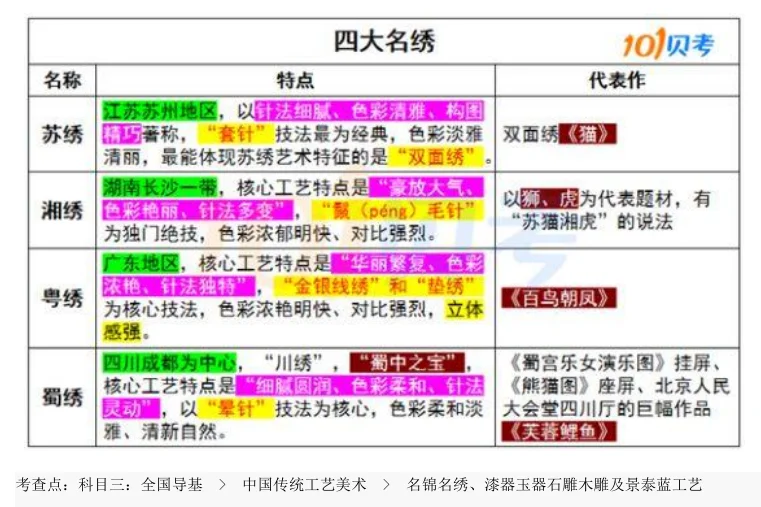 四大名绣
101贝考
名称 特点 代表作
苏绣
江苏苏州地区，以针法细腻、色彩清雅、构图
精巧著称，“套针”技法最为经典，色彩淡雅
清丽，最能体现苏绣艺术特征的是“双面绣”。
双面绣《猫》
湘绣
湖南长沙一带，核心工艺特点是“豪放大气、
色彩艳丽、针法多变”，“鬅（péng）毛针”
为独门绝技，色彩浓郁明快、对比强烈。
以狮、虎为代表题材，有
“苏猫湘虎”的说法
粤绣
广东地区，核心工艺特点是“华丽繁复、色彩
浓艳、针法独特”，“金银线绣”和“垫绣”
为核心技法，色彩浓艳明快、对比强烈，立体
感强。
《百鸟朝凤》
蜀绣
四川成都为中心，“川绣”，“蜀中之宝”，
核心工艺特点是“细腻圆润、色彩柔和、针法
灵动”，以“晕针”技法为核心，色彩柔和淡
雅、清新自然。
《蜀宫乐女演乐图》挂屏、
《熊猫图》座屏、北京人民
大会堂四川厅的巨幅作品
《芙蓉鲤鱼》
考查点：科目三：全国导基 > 中国传统工艺美术 > 名锦名绣、漆器玉器石雕木雕及景泰蓝工艺